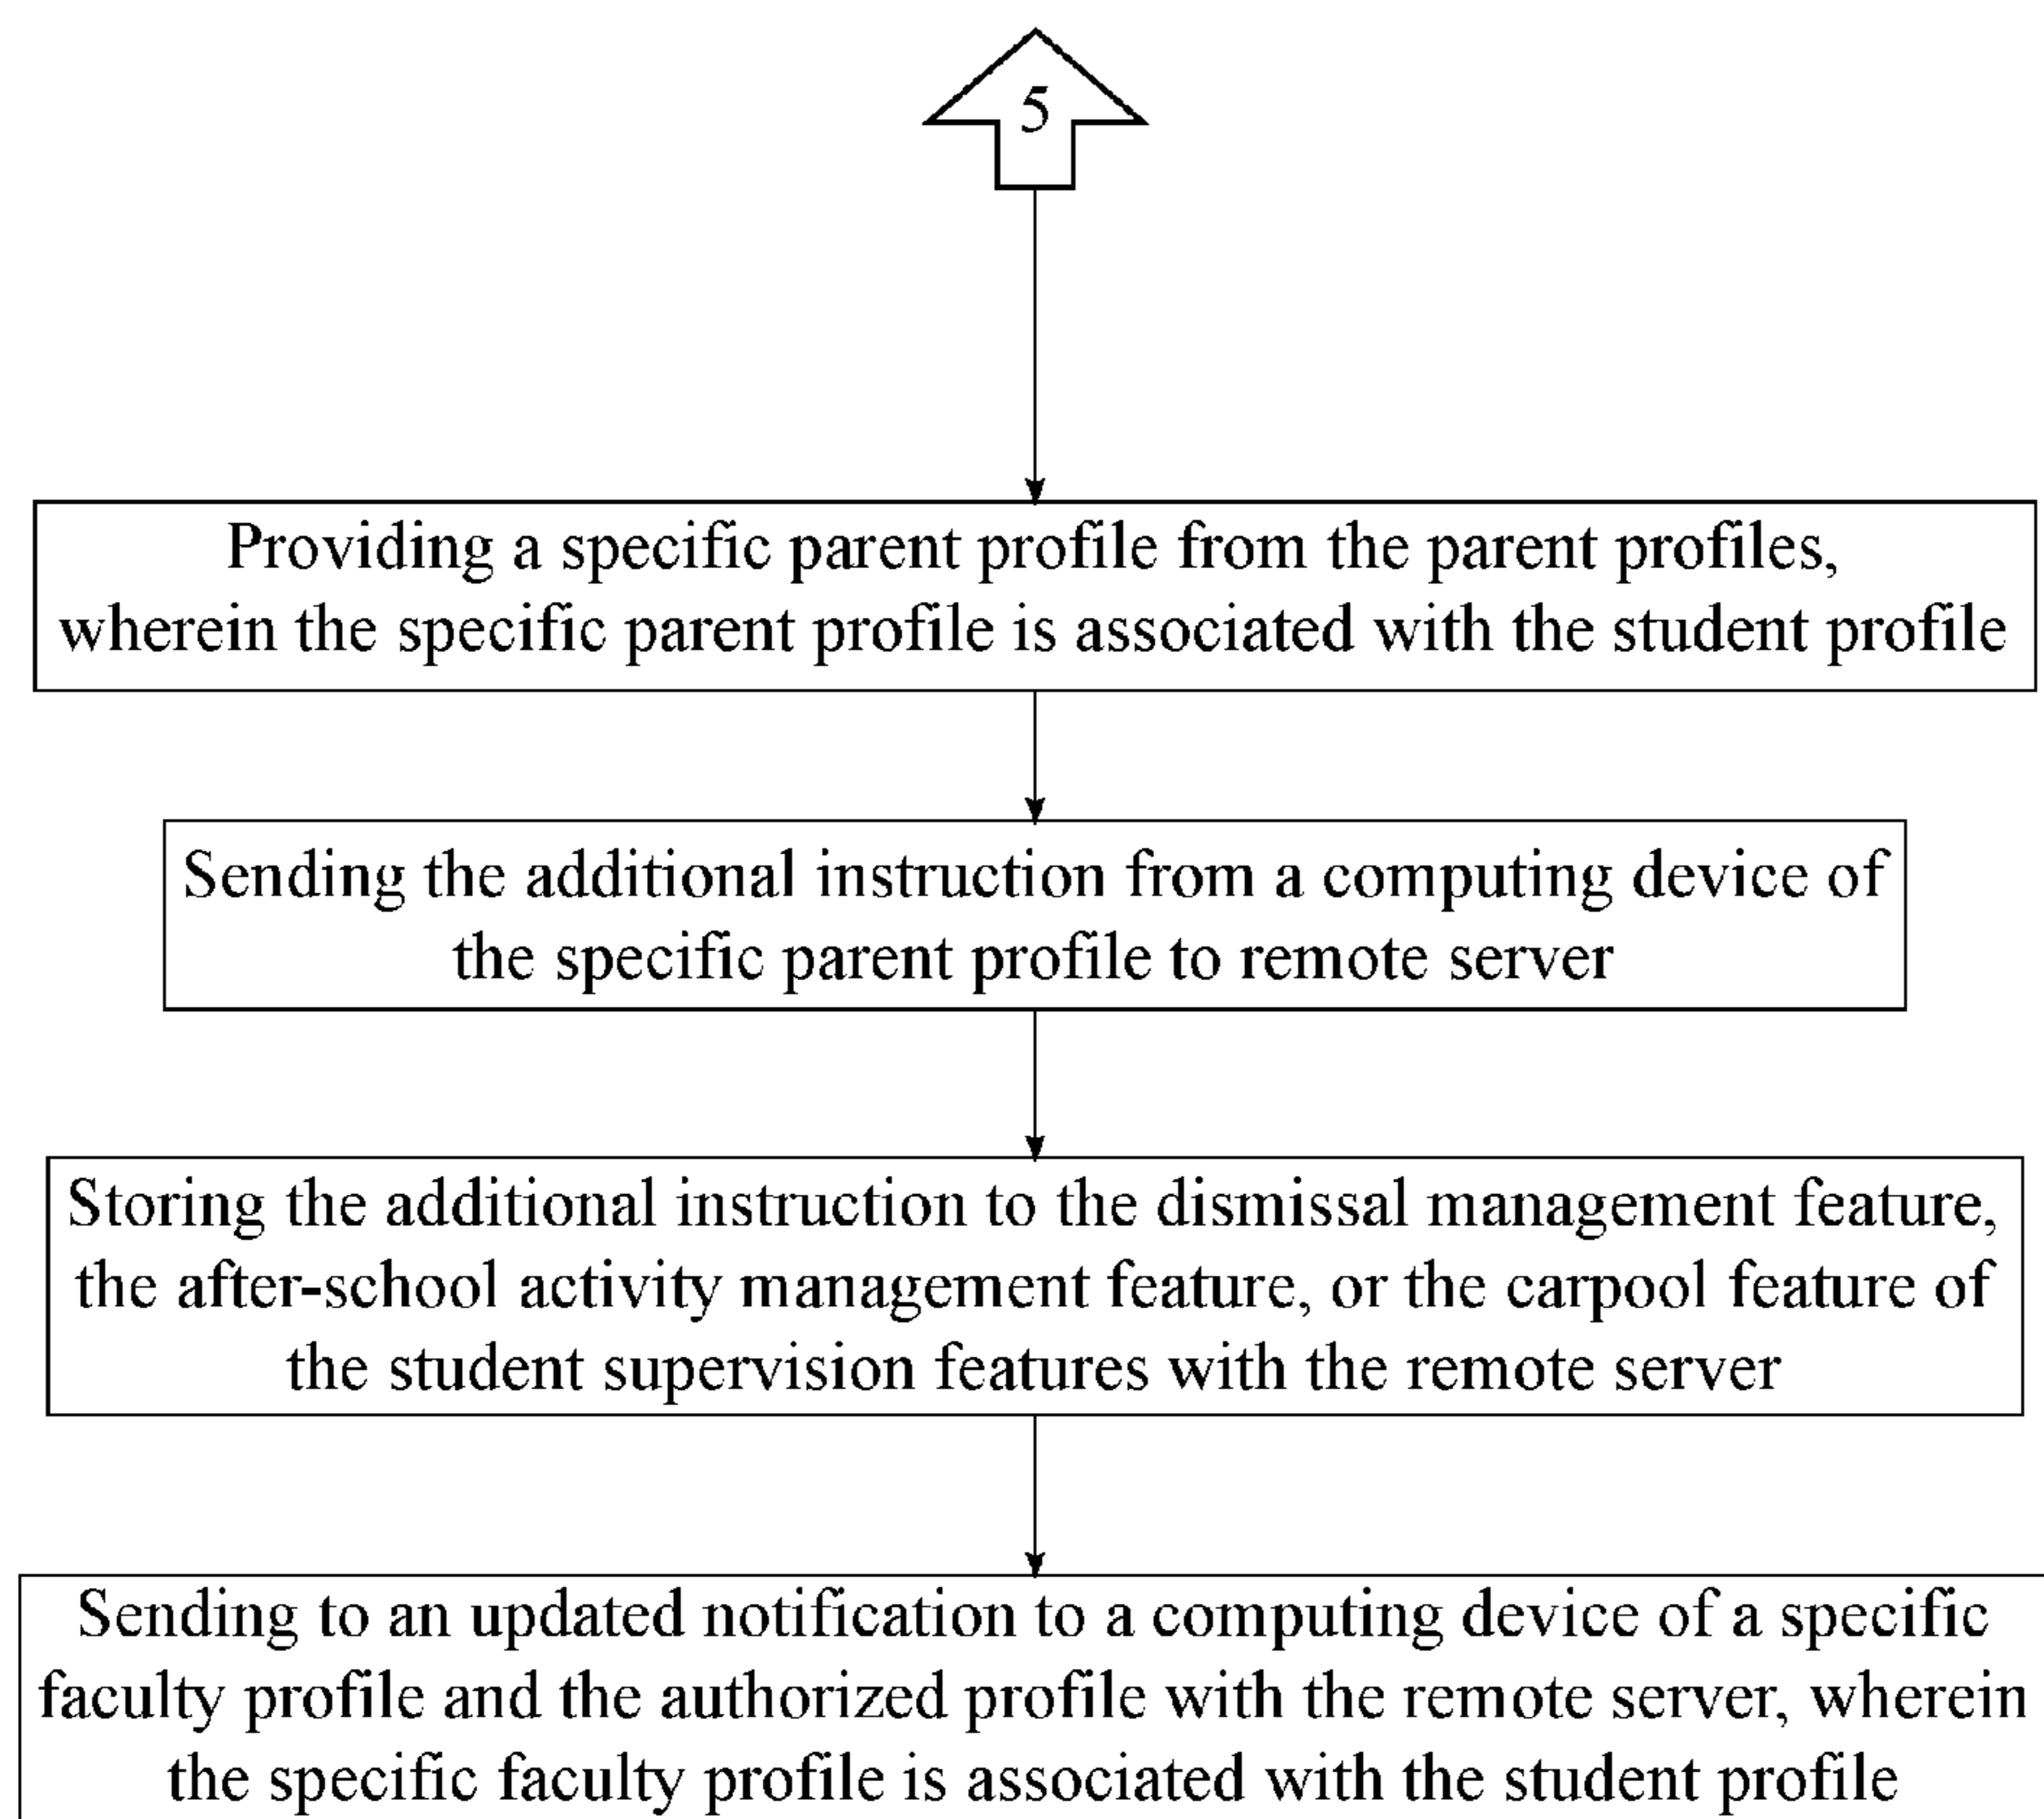 5
Providing a specific parent profile from the parent profiles,
wherein the specific parent profile is associated with the student profile
Sending the additional instruction from a computing device of
the specific parent profile to remote server
Storing the additional instruction to the dismissal management feature,
the after-school activity management feature, or the carpool feature of
the student supervision features with the remote server
Sending to an updated notification to a computing device of a specific
faculty profile and the authorized profile with the remote server, wherein
the specific faculty profile is associated with the student profile